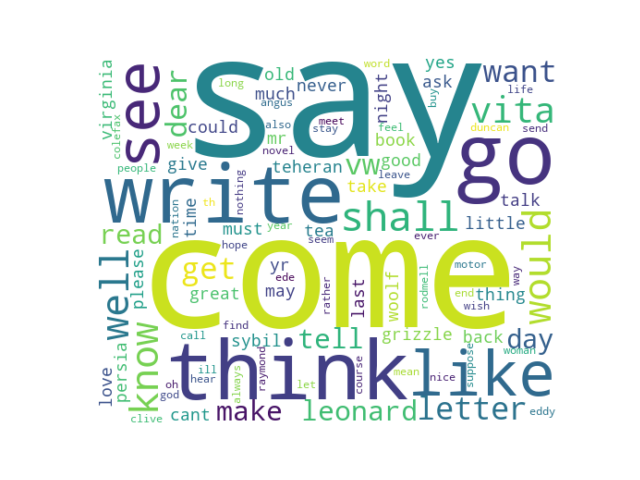 say
come
write
go
think
like
see
know
well
would
shall
vita
want
letter
leonard
make
tell
get
read
dear
vw
day
virginia
colefax
people
week
long
old
angus
much
could
mr
also
stay
never
meet
night
word
yes
ask
buy
life
duncan
send
feel
book
good
novel
teheran
give
time
nation
th
nothing
take
leave
talk
little
must
tea
year
hope
seem
ever
motor
way
please
persia
love
great
yr
may
ede
rather
last
woolf
rodmell
end
thing
wish
back
grizzle
sybil
find
call
ill
hear
oh
god
clive
cant
always
raymond
let
course
mean
nice
suppose
woman
eddy